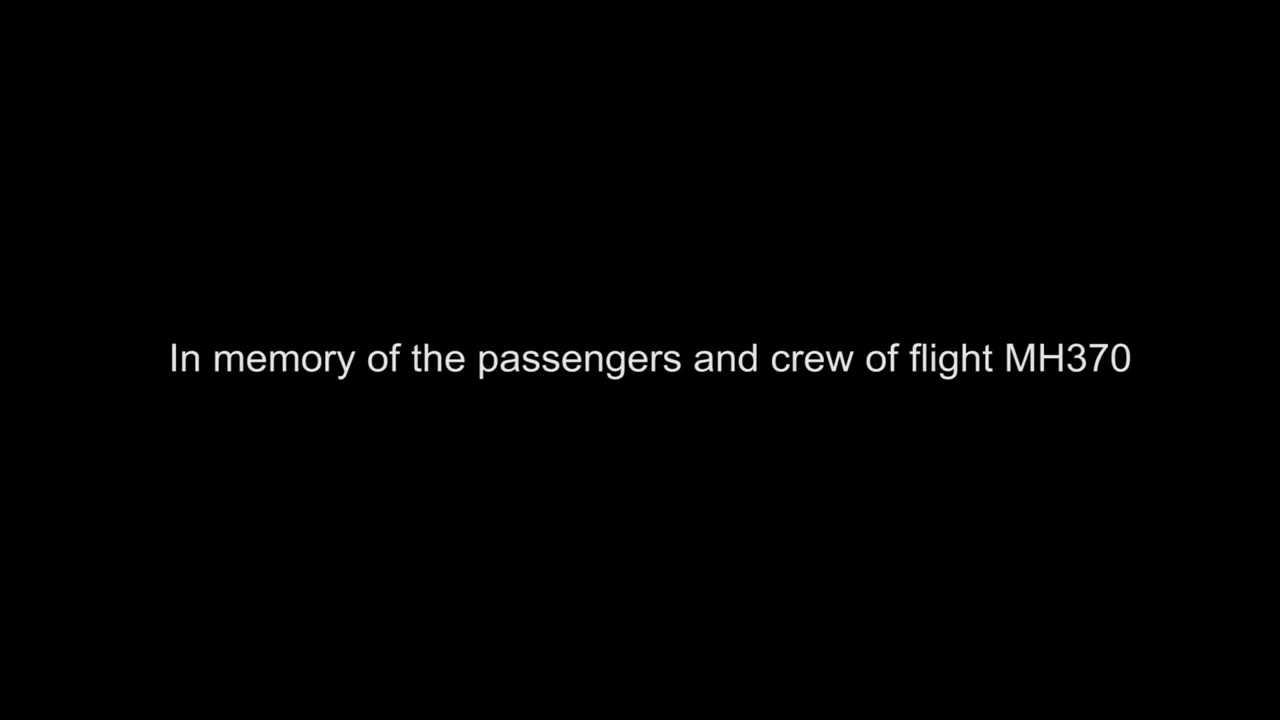 In memory of the passengers and crew of flight MH370